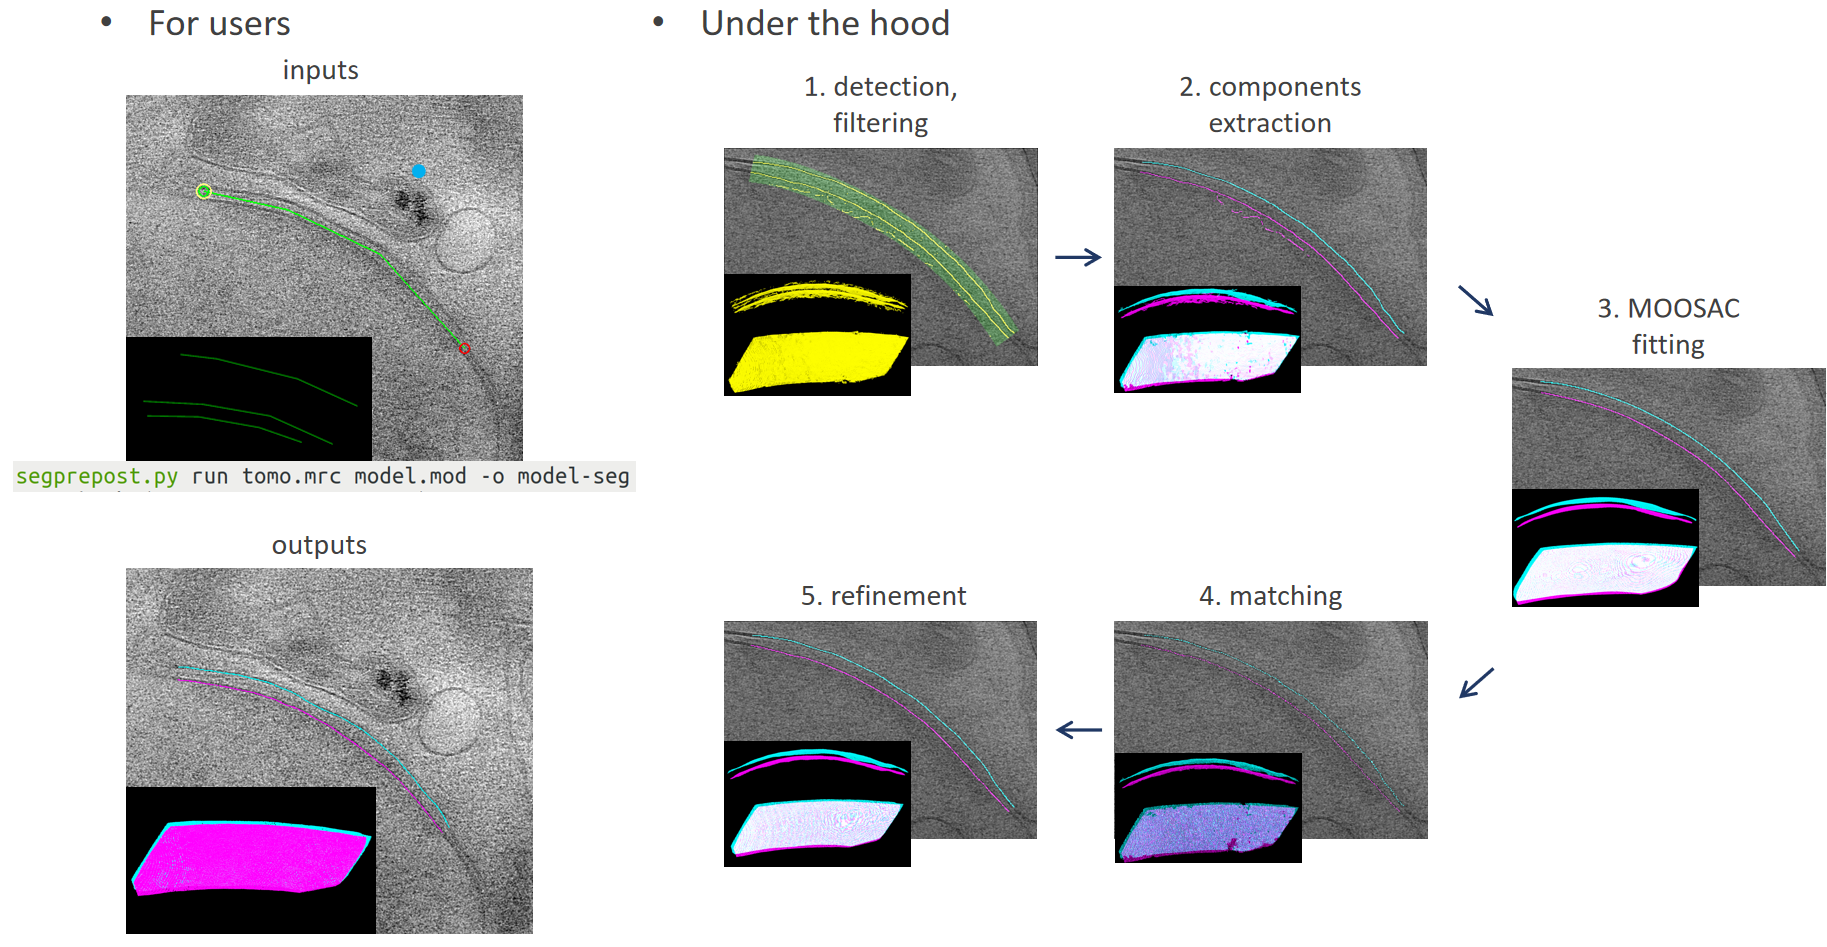 • For users
inputs
segprepost.py run tomo.mrc model.mod -o model-seg
outputs
• Under the hood
1. detection,
filtering
2. components
extraction
3. MOOSAC
fitting
4. matching
5. refinement